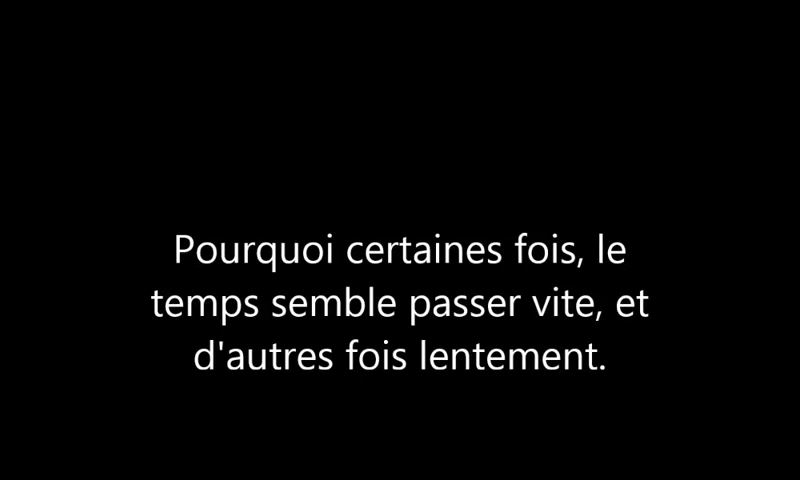 Pourquoi certaines fois, le
temps semble passer vite, et
d'autres fois lentement.